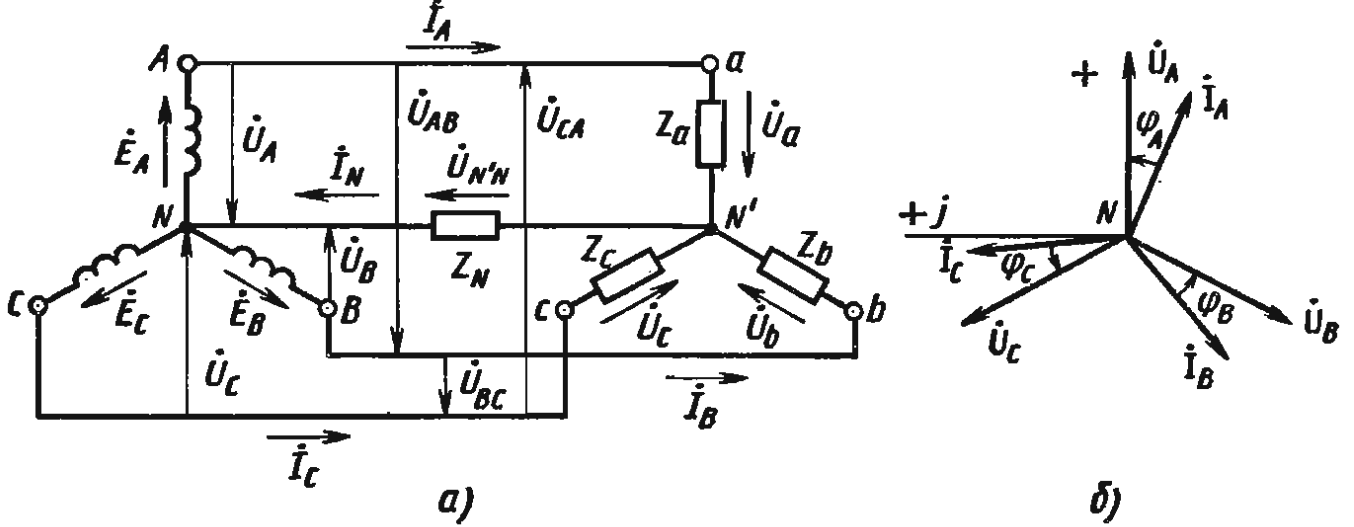 İ_A
A
a
U̇_A
U̇_AB
U̇_CA
Z_a
U̇_a
Ė_A
İ_N
U̇_N'N
N
N'
Z_N
C
Ė_C
Ė_B
B
U̇_B
c
Z_c
U̇_c
Z_b
U̇_b
b
U̇_C
U̇_BC
İ_B
İ_C
а)
+
U̇_A
φ_A
İ_A
+j
N
İ_C
φ_C
U̇_C
φ_B
İ_B
U̇_B
б)